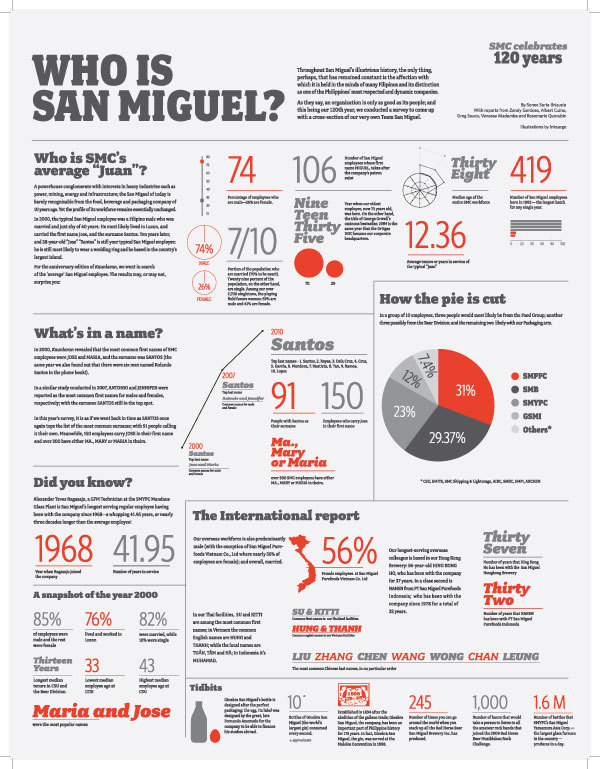 SMC celebrates
120 years
WHO IS
SAN MIGUEL?
Throughout San Miguel's illustrious history, the only thing,
perhaps, that has remained constant is the affection with
which it is held in the minds of many Filipinos and its distinction
as one of the Philippines' most respected and dynamic companies.
As they say, an organization is only as good as its people; and
this being our 120th year, we conducted a survey to come up
with a cross-section of our very own Team San Miguel.
Illustrations by Inksurge
Who is SMC's
average "Juan"?
A powerhouse conglomerate with interests in heavy industries such as
power, mining, energy and infrastructure; the San Miguel of today is
barely recognizable from the food, beverage and packaging company of
10 years ago. Yet the profile of its workforce remains essentially unchanged.
In 2000, the typical San Miguel employee was a Filipino male who was
married and just shy of 40 years. He most likely lived in Luzon, and
carried the first name Jose, and the surname Santos. Ten years later,
and 38-year-old "Jose" "Santos" is still your typical San Miguel employee:
he is still most likely to wear a wedding ring and be based in the country's
largest island.
For the anniversary edition of Kaunlaran, we went in search
of the 'average' San Miguel employee. The results may, or may not,
surprise you:
74
Percentage of employees who
are male—26% are female.
74%
MALE
26%
FEMALE
7/10
Portion of the population who
are married (70% to be exact).
Twenty nine percent of the
population, on the other hand,
are single. Among our over
2,700 singletons, the playing
field favors women: 59% are
male and 41% are female.
106
Number of San Miguel
employees whose first
name is MIGUEL, taken after
the company's patron
saint
Nine
Teen
Thirty
Five
Year when our oldest
employee, now 75 years old,
was born. On the other hand,
the title of George Orwell's
ominous bestseller, 1984 is the
same year that the Ortigas
HOC became our corporate
headquarters.
70
29
Thirty
Eight
Median age of the
entire SMC workforce
12.36
Average tenure or years in service of
the typical "Juan"
419
Number of San Miguel employees
born in 1983 — the largest batch
for any single year.
How the pie is cut
In a group of 10 employees, three people would most likely be from the Food Group; another
three possibly from the Beer Division; and the remaining two likely with our Packaging arm.
31%
29.37%
23%
12%
7.4%
SMPFC
SMB
SMYPC
GSMI
Others*
What's in a name?
In 2000, Kaunlaran revealed that the most common first names of SMC
employees were JOSE and MARIA, and the surname was SANTOS (the
same year we also found out that there were six men named Rolando
Santos in the phone book!).
In a similar study conducted in 2007, ANTONIO and JENNIFER were
reported as the most common first names for males and females,
respectively; with the surname SANTOS still in the top spot.
In this year's survey, it is as if we went back in time as SANTOS once
again tops the list of the most common surname; with 91 people calling
it their own. Meanwhile, 150 employees carry JOSE in their first name
and over 300 have either MA., MARY or MARIA in theirs.
2010
Santos
Top last names - 1. Santos, 2. Reyes, 3. Dela Cruz, 4. Cruz,
5. Garcia, 6. Mendoza, 7. Bautista, 8. Tan, 9. Ramos,
10. Lopez
2007
Santos
Top last name
Antonio and Jennifer
Common names for male
and female
2000
Santos
Top last name
Jose and Maria
Common names for male and female
91
People with Santos as
their surname
150
Employees who carry Jose
in their first name
Ma.,
Mary
or Maria
over 300 SMC employees have either
MA., MARY or MARIA in theirs.
Did you know?
Alexander Teves Ragasajo, a GFM Technician at the SMYPC Mandaue
Glass Plant is San Miguel's longest serving regular employee having
been with the company since 1968—a whopping 41.95 years, or nearly
three decades longer than the average employee!
1968
Year when Ragasajo joined
the company
41.95
Number of years in service
A snapshot of the year 2000
85%
of employees were
male and the rest
were female
76%
lived and worked in
Luzon
82%
were married, while
18% were single
Thirteen
Years
Longest median
tenure in CSU and
the Beer Division
33
Lowest median
employee age at
43
Highest median
employee age at CSU
Maria and Jose
were the most popular names
The International report
Our overseas workforce is also predominantly
male (with the exception of San Miguel Pure-
foods Vietnam Co., Ltd where nearly 56% of
employees are female); and overall, married.
56%
Female employees at San Miguel
Purefoods Vietnam Co. Ltd
Our longest-serving overseas
colleague is based to our Hong Kong
Brewery: 56-year-old HING KONG
HO, who has been with the company
for 37 years. In a close second is
NANEH from PT San Miguel Purefoods
Indonesia; who has been with the
company since 1978 for a total of
32 years.
Thirty
Seven
Number of years that Hing Kong
Ho has been with the San Miguel
Hongkong Brewery
Thirty
Two
Number of years that NANEH
has been with PT San Miguel
Purefoods Indonesia
In our Thai facilities, SU and KITTI
are among the most common first
names; in Vietnam the common
English names are HUNG and
THANH; while the local names are
TUẤN, TÂM and HÀ; in Indonesia it's
MUHAMAD.
SU & KITTI
Common first names in our Thailand facilities
HUNG & THANH
Common english names in our Vietnam facilities
LIU ZHANG CHEN WANG WONG CHAN LEUNG
The most common Chinese last names, in no particular order
Tidbits
Ginebra San Miguel's bottle is
designed after the perfect
packaging: the egg. Its label was
designed by the great, late
Fernando Amorsolo for the
company to be able to finance
his studies abroad.
10*
Bottles of Ginebra San
Miguel (the world's
largest gin) consumed
every second.
* approximate
Established in 1834 after the
abolition of the galleon trade; Ginebra
San Miguel, the company, has been an
important part of Philippine history
for 176 years. In fact, Ginebra San
Miguel, the gin, was served at the
Malolos Convention in 1898.
245
Number of times you can go
around the world when you
stack up all the Red Horse Beer
San Miguel Brewery Inc. has
produced.
1,000
Number of hours that would
take a person to listen to all
the amateur rock bands that
joined the 2009 Red Horse
Beer Muziklaban Rock
Challenge.
1.6 M
Number of bottles that
SMYPC's San Miguel
Yamamura Asia Corp.—
the largest glass furnace
in the country —
produces in a day.